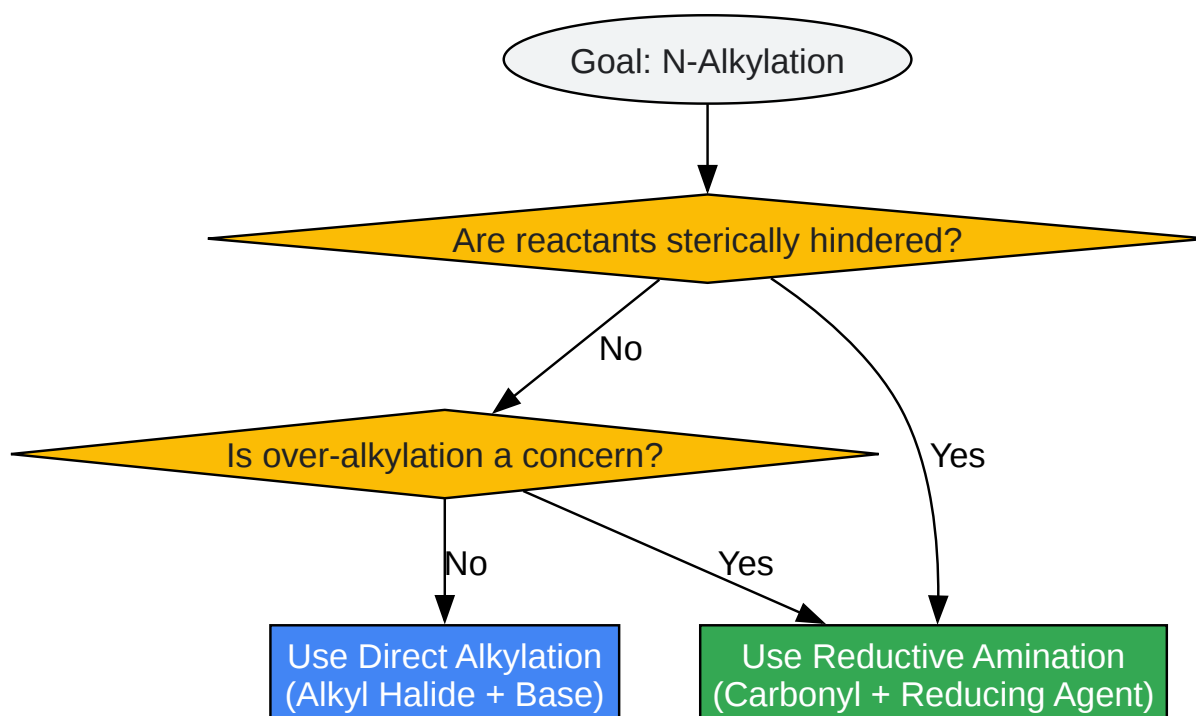 Goal: N-Alkylation
Are reactants sterically hindered?
No
Is over-alkylation a concern?
Yes
No
Yes
Use Direct Alkylation
(Alkyl Halide + Base)
Use Reductive Amination
(Carbonyl + Reducing Agent)